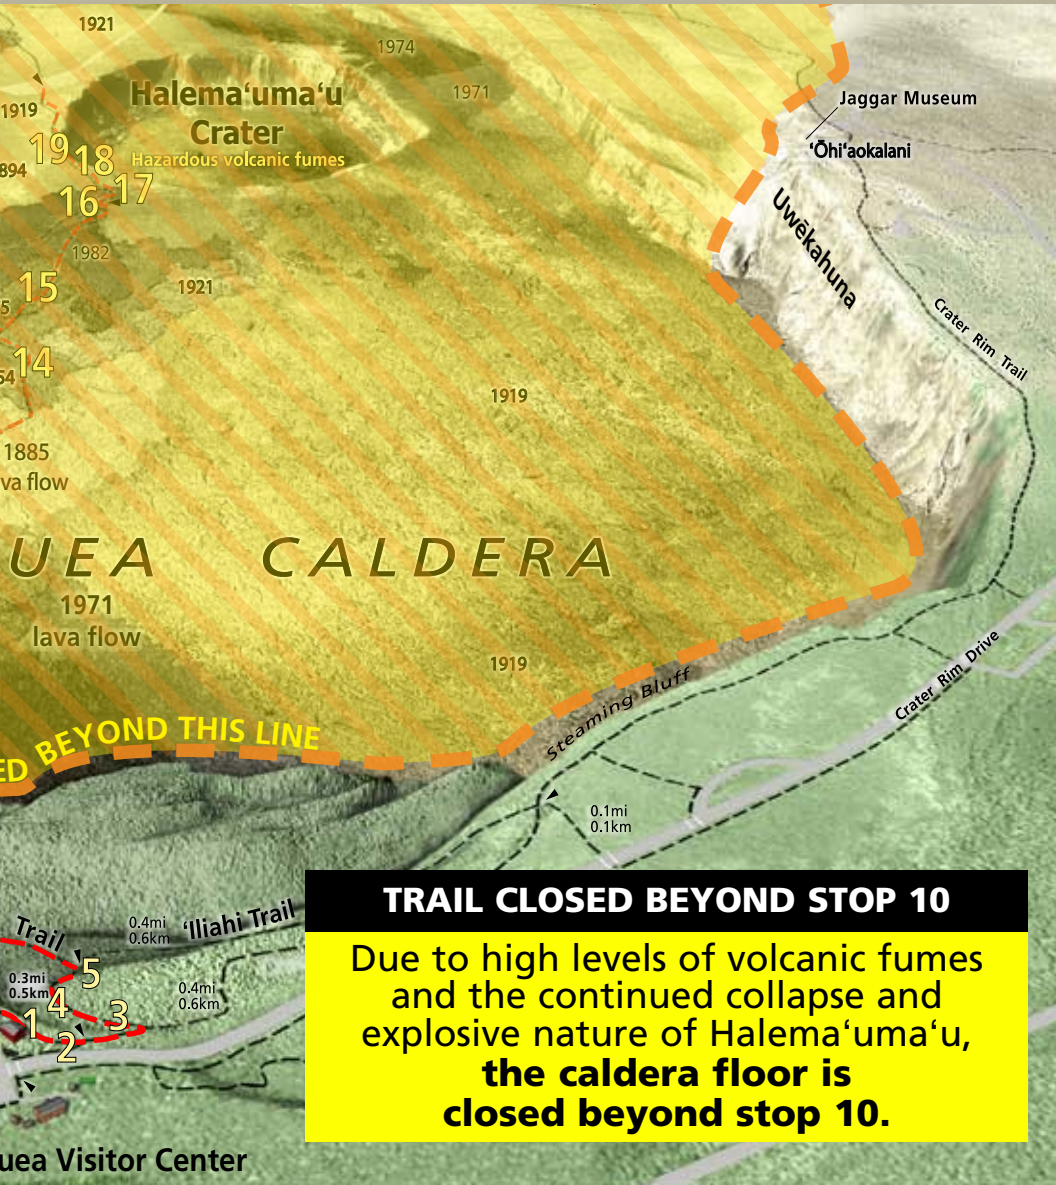 1921
1974
1971
Halemaʻumaʻu
Crater
Hazardous volcanic fumes
Jaggar Museum
ʻŌhiʻaokalani
Uwēkahuna
1919
19
18
894
17
16
1982
15
1921
5
14
54
Crater Rim Trail
1919
1885
va flow
UEA CALDERA
1971
lava flow
1919
ED BEYOND THIS LINE
Steaming Bluff
Crater Rim Drive
0.1mi
0.1km
Trail
0.4mi
0.6km
ʻIliahi Trail
0.3mi
0.5km
5
4
3
1
2
0.4mi
0.6km
TRAIL CLOSED BEYOND STOP 10
Due to high levels of volcanic fumes
and the continued collapse and
explosive nature of Halemaʻumaʻu,
the caldera floor is
closed beyond stop 10.
uea Visitor Center